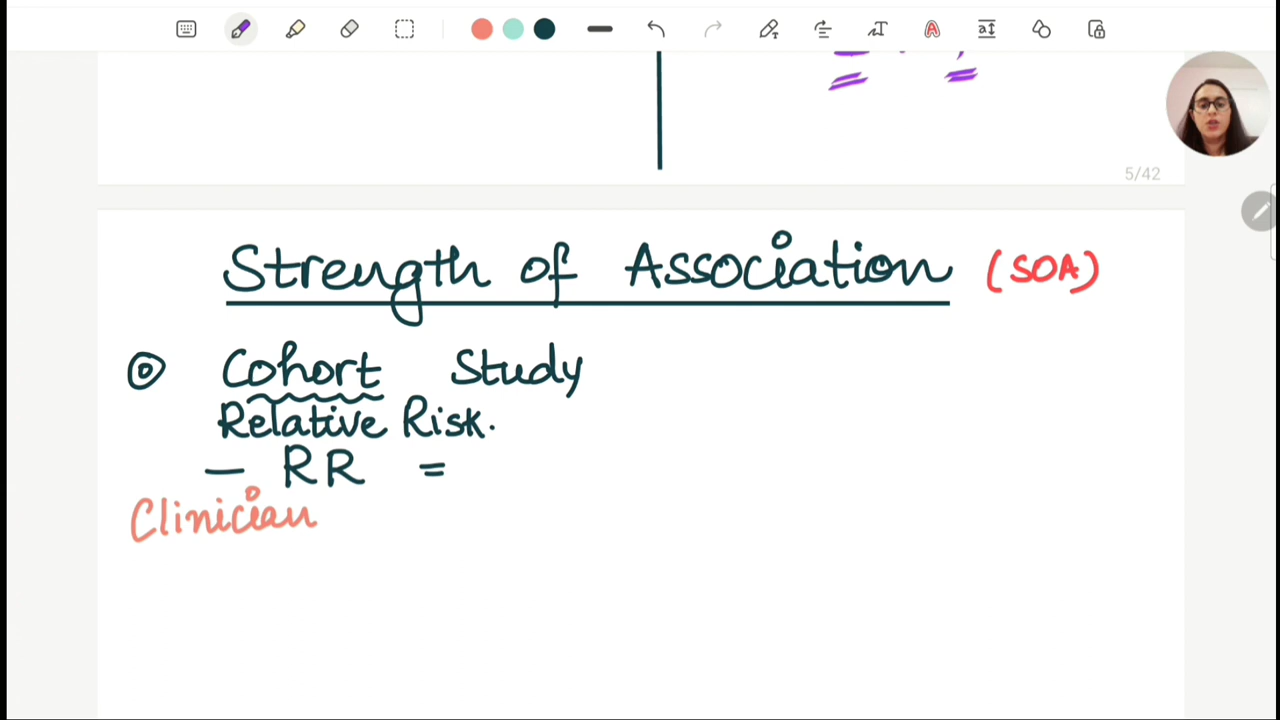 5/42
Strength of Association (SOA)
Cohort Study
Relative Risk.
— RR =
Clinician